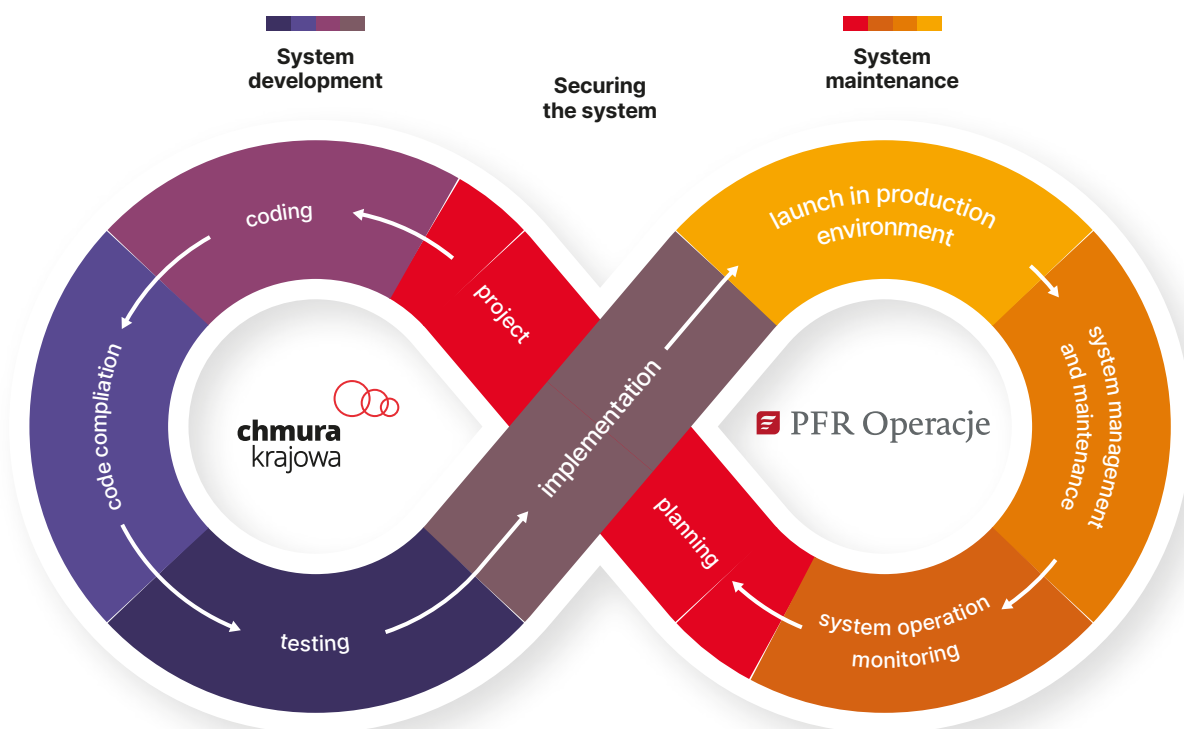 System
development
Securing
the system
System
maintenance
coding
project
code compliation
testing
implementation
launch in production
environment
system management
and maintenance
system operation
monitoring
planning
chmura
krajowa
PFR Operacje